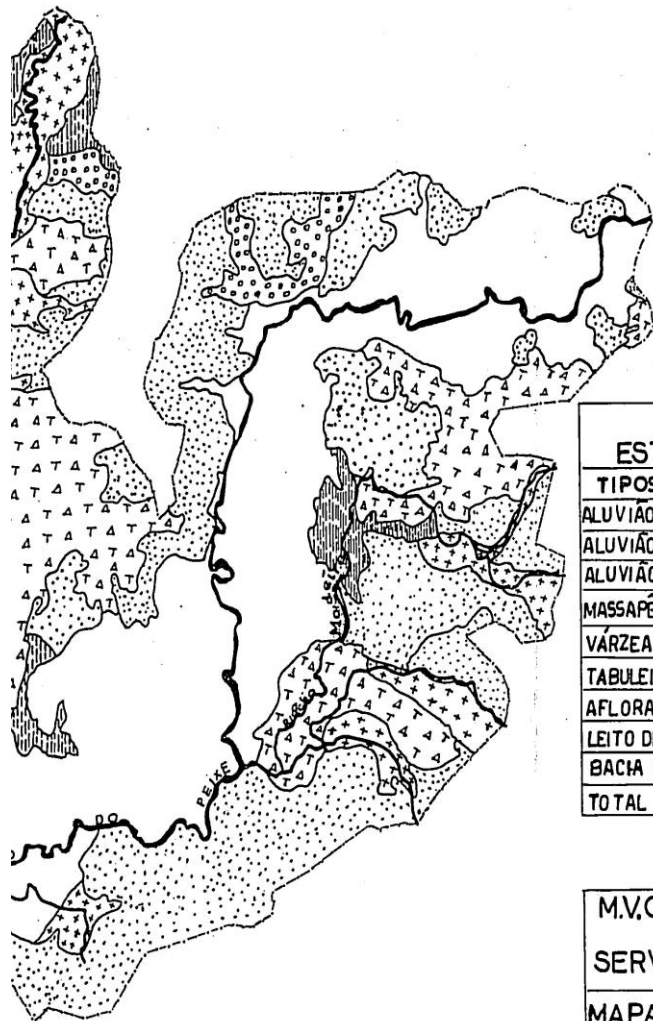 EST
TIPOS
ALUVIÃO
ALUVIÃO
ALUVIÃO
MASSAPÊ
VÁRZEA
TABULEI
AFLORA
LEITO D
BACIA
TOTAL
PEIXE
DO
M.V.O
SERV
MAPA